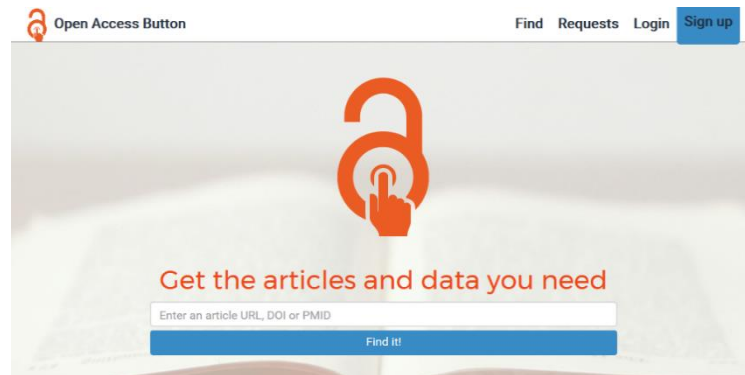 Open Access Button
Find Requests Login Sign up
Get the articles and data you need
Enter an article URL, DOI or PMID
Find it!